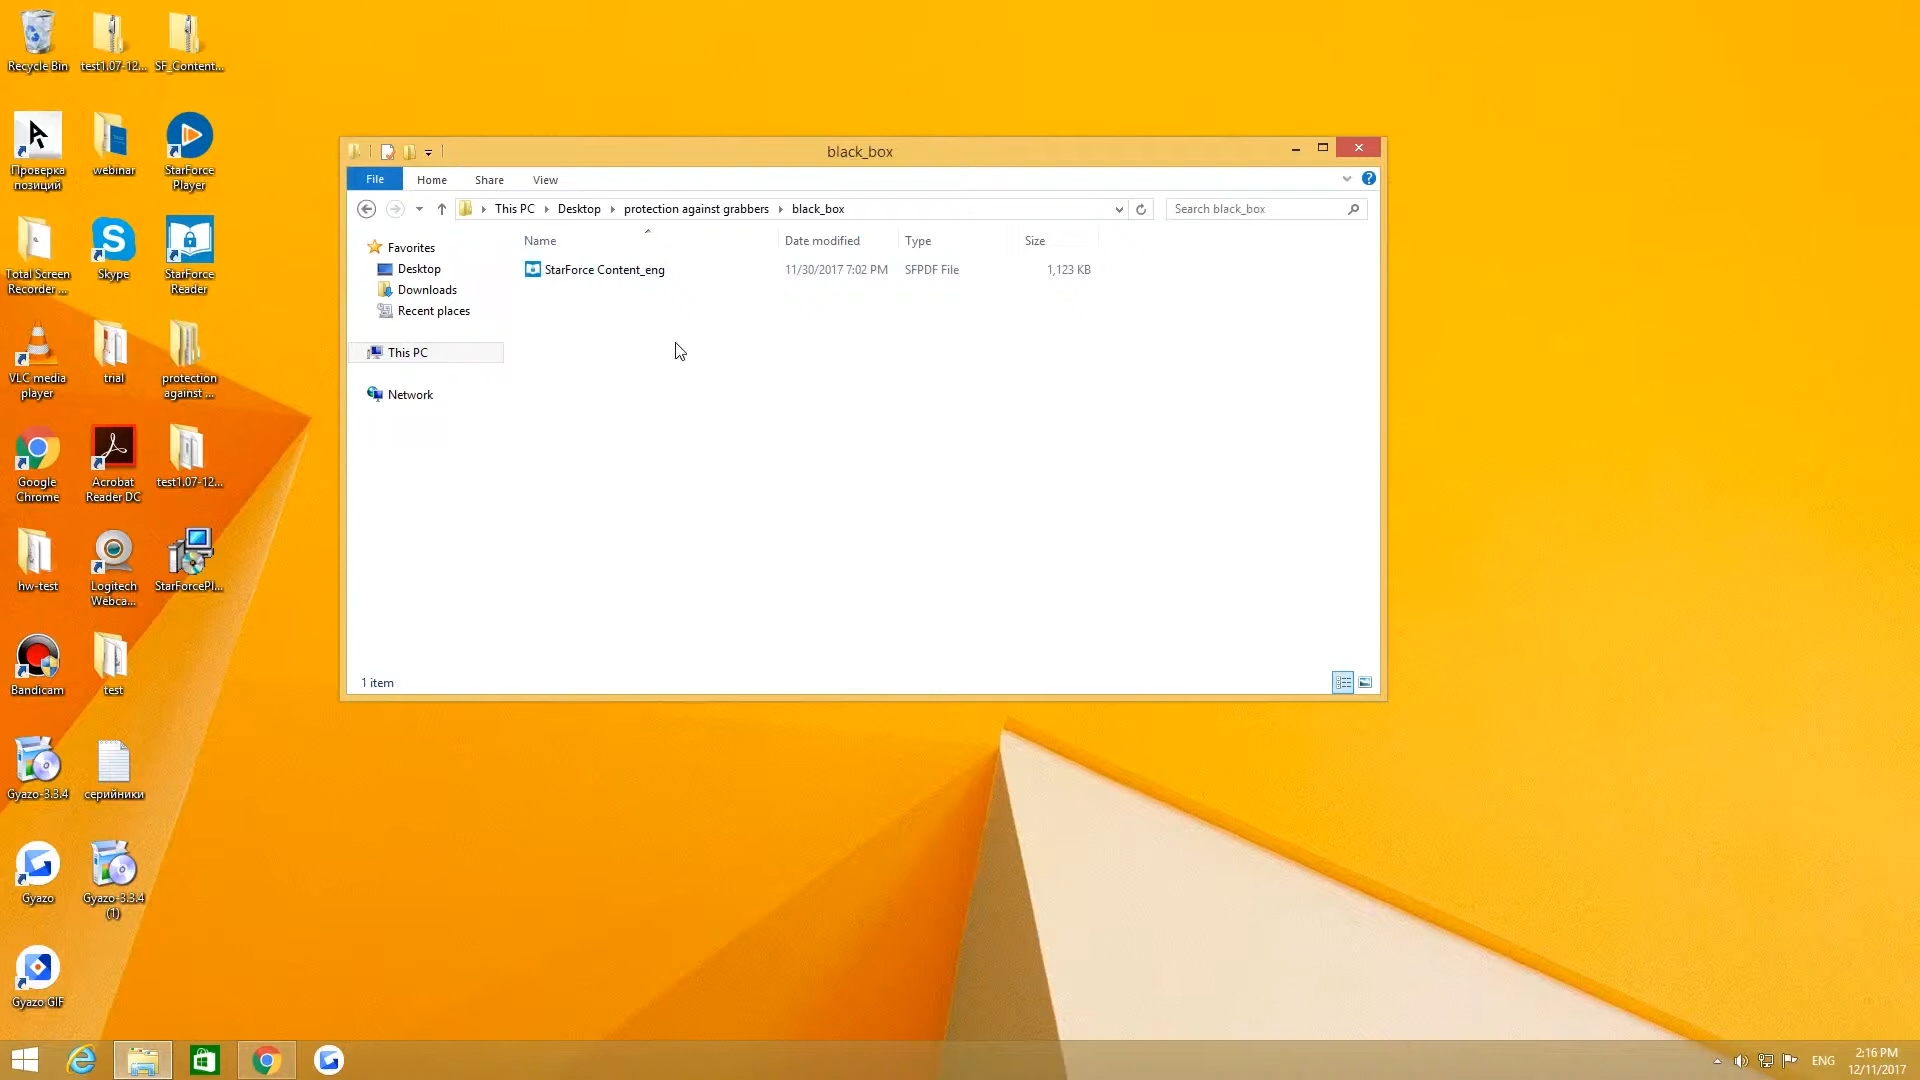 Recycle Bin
test1.07-12...
SF_Content...
Проверка
позиций
webinar
StarForce
Player
Total Screen
Recorder ...
Skype
StarForce
Reader
VLC media
player
trial
protection
against ...
Google
Chrome
Acrobat
Reader DC
test1.07-12...
hw-test
Logitech
Webca...
StarForcePl...
Bandicam
test
Gyazo-3.3.4
серийники
Gyazo
Gyazo-3.3.4
(1)
Gyazo GIF
black_box
File
Home
Share
View
This PC
Desktop
protection against grabbers
black_box
Search black_box
Name
Date modified
Type
Size
StarForce Content_eng
11/30/2017 7:02 PM
SFPDF File
1,123 KB
Favorites
Desktop
Downloads
Recent places
This PC
Network
1 item
ENG
2:16 PM
12/11/2017